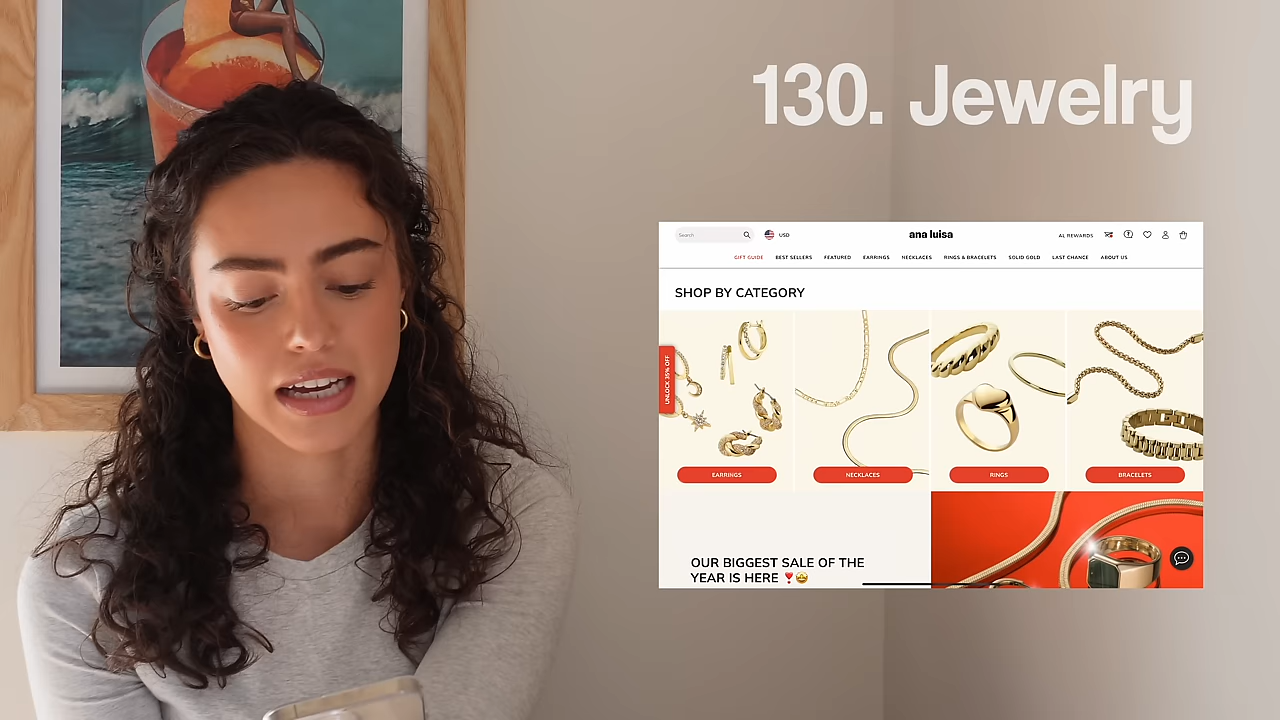 130. Jewelry
Search
USD
ana luisa
AL REWARDS
GIFT GUIDE BEST SELLERS FEATURED EARRINGS NECKLACES RINGS & BRACELETS SOLID GOLD LAST CHANCE ABOUT US
SHOP BY CATEGORY
UNLOCK 35% OFF
EARRINGS NECKLACES RINGS BRACELETS
OUR BIGGEST SALE OF THE
YEAR IS HERE ❣️🤩